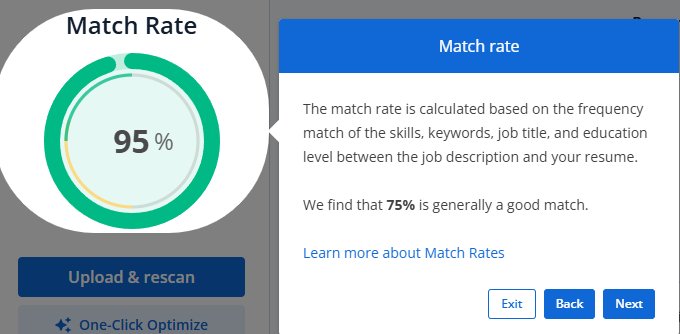 Match Rate
95 %
Upload & rescan
One-Click Optimize
Match rate
The match rate is calculated based on the frequency
match of the skills, keywords, job title, and education
level between the job description and your resume.
We find that 75% is generally a good match.
Learn more about Match Rates
Exit
Back
Next